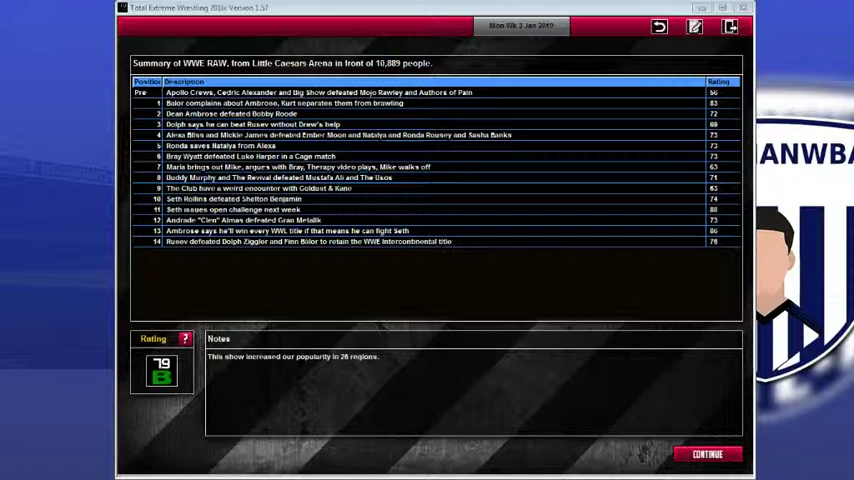 Total Extreme Wrestling 2016 Version 1.57
Mon Wk 3 Jan 2019
Summary of WWE RAW, from Little Caesars Arena in front of 10,889 people.
Position Description Rating
Pre Apollo Crews, Cedric Alexander and Big Show defeated Mojo Rawley and Authors of Pain 56
1 Balor complains about Ambrose, Kurt separates them from brawling 83
2 Dean Ambrose defeated Bobby Roode 72
3 Dolph says he can beat Rusev without Drew's help 69
4 Alexa Bliss and Mickie James defeated Ember Moon and Natalya and Ronda Rousey and Sasha Banks 73
5 Ronda saves Natalya from Alexa 73
6 Bray Wyatt defeated Luke Harper in a Cage match 73
7 Maria brings out Mike, argues with Bray, Therapy video plays, Mike walks off 63
8 Buddy Murphy and The Revival defeated Mustafa Ali and The Usos 71
9 The Club have a weird encounter with Goldust & Kane 63
10 Seth Rollins defeated Shelton Benjamin 74
11 Seth issues open challenge next week 88
12 Andrade "Cien" Almas defeated Gran Metalik 73
13 Ambrose says he'll win every WWE title if that means he can fight Seth 86
14 Rusev defeated Dolph Ziggler and Finn Bálor to retain the WWE Intercontinental title 76
Rating ?
79
B
Notes
This show increased our popularity in 26 regions.
CONTINUE